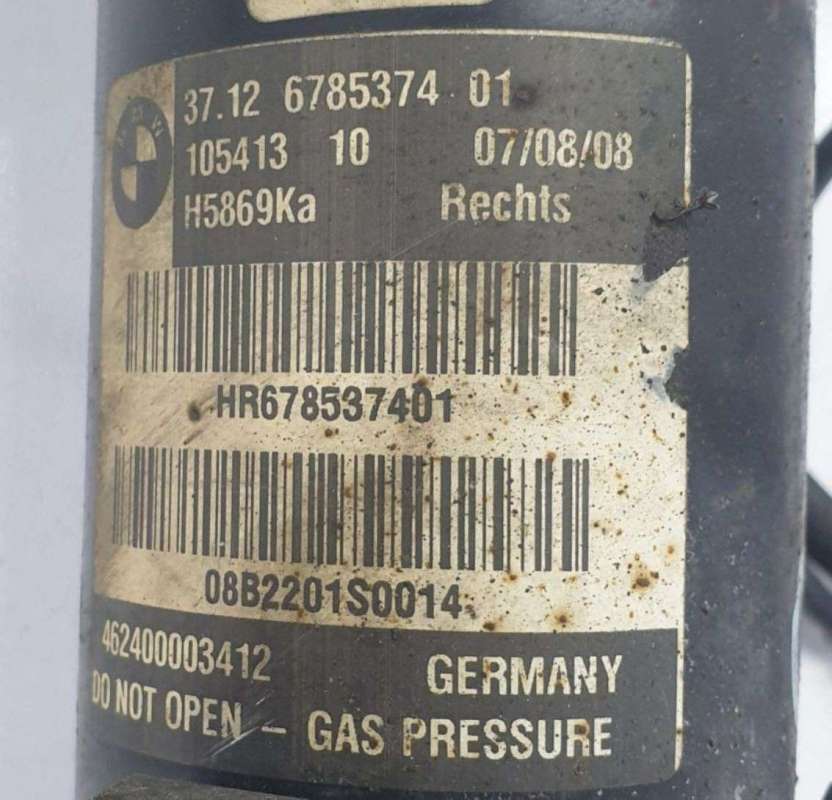 37.12 6785374 01
105413 10 07/08/08
H5869Ka Rechts
HR678537401
08B2201S0014
462400003412 GERMANY
DO NOT OPEN - GAS PRESSURE